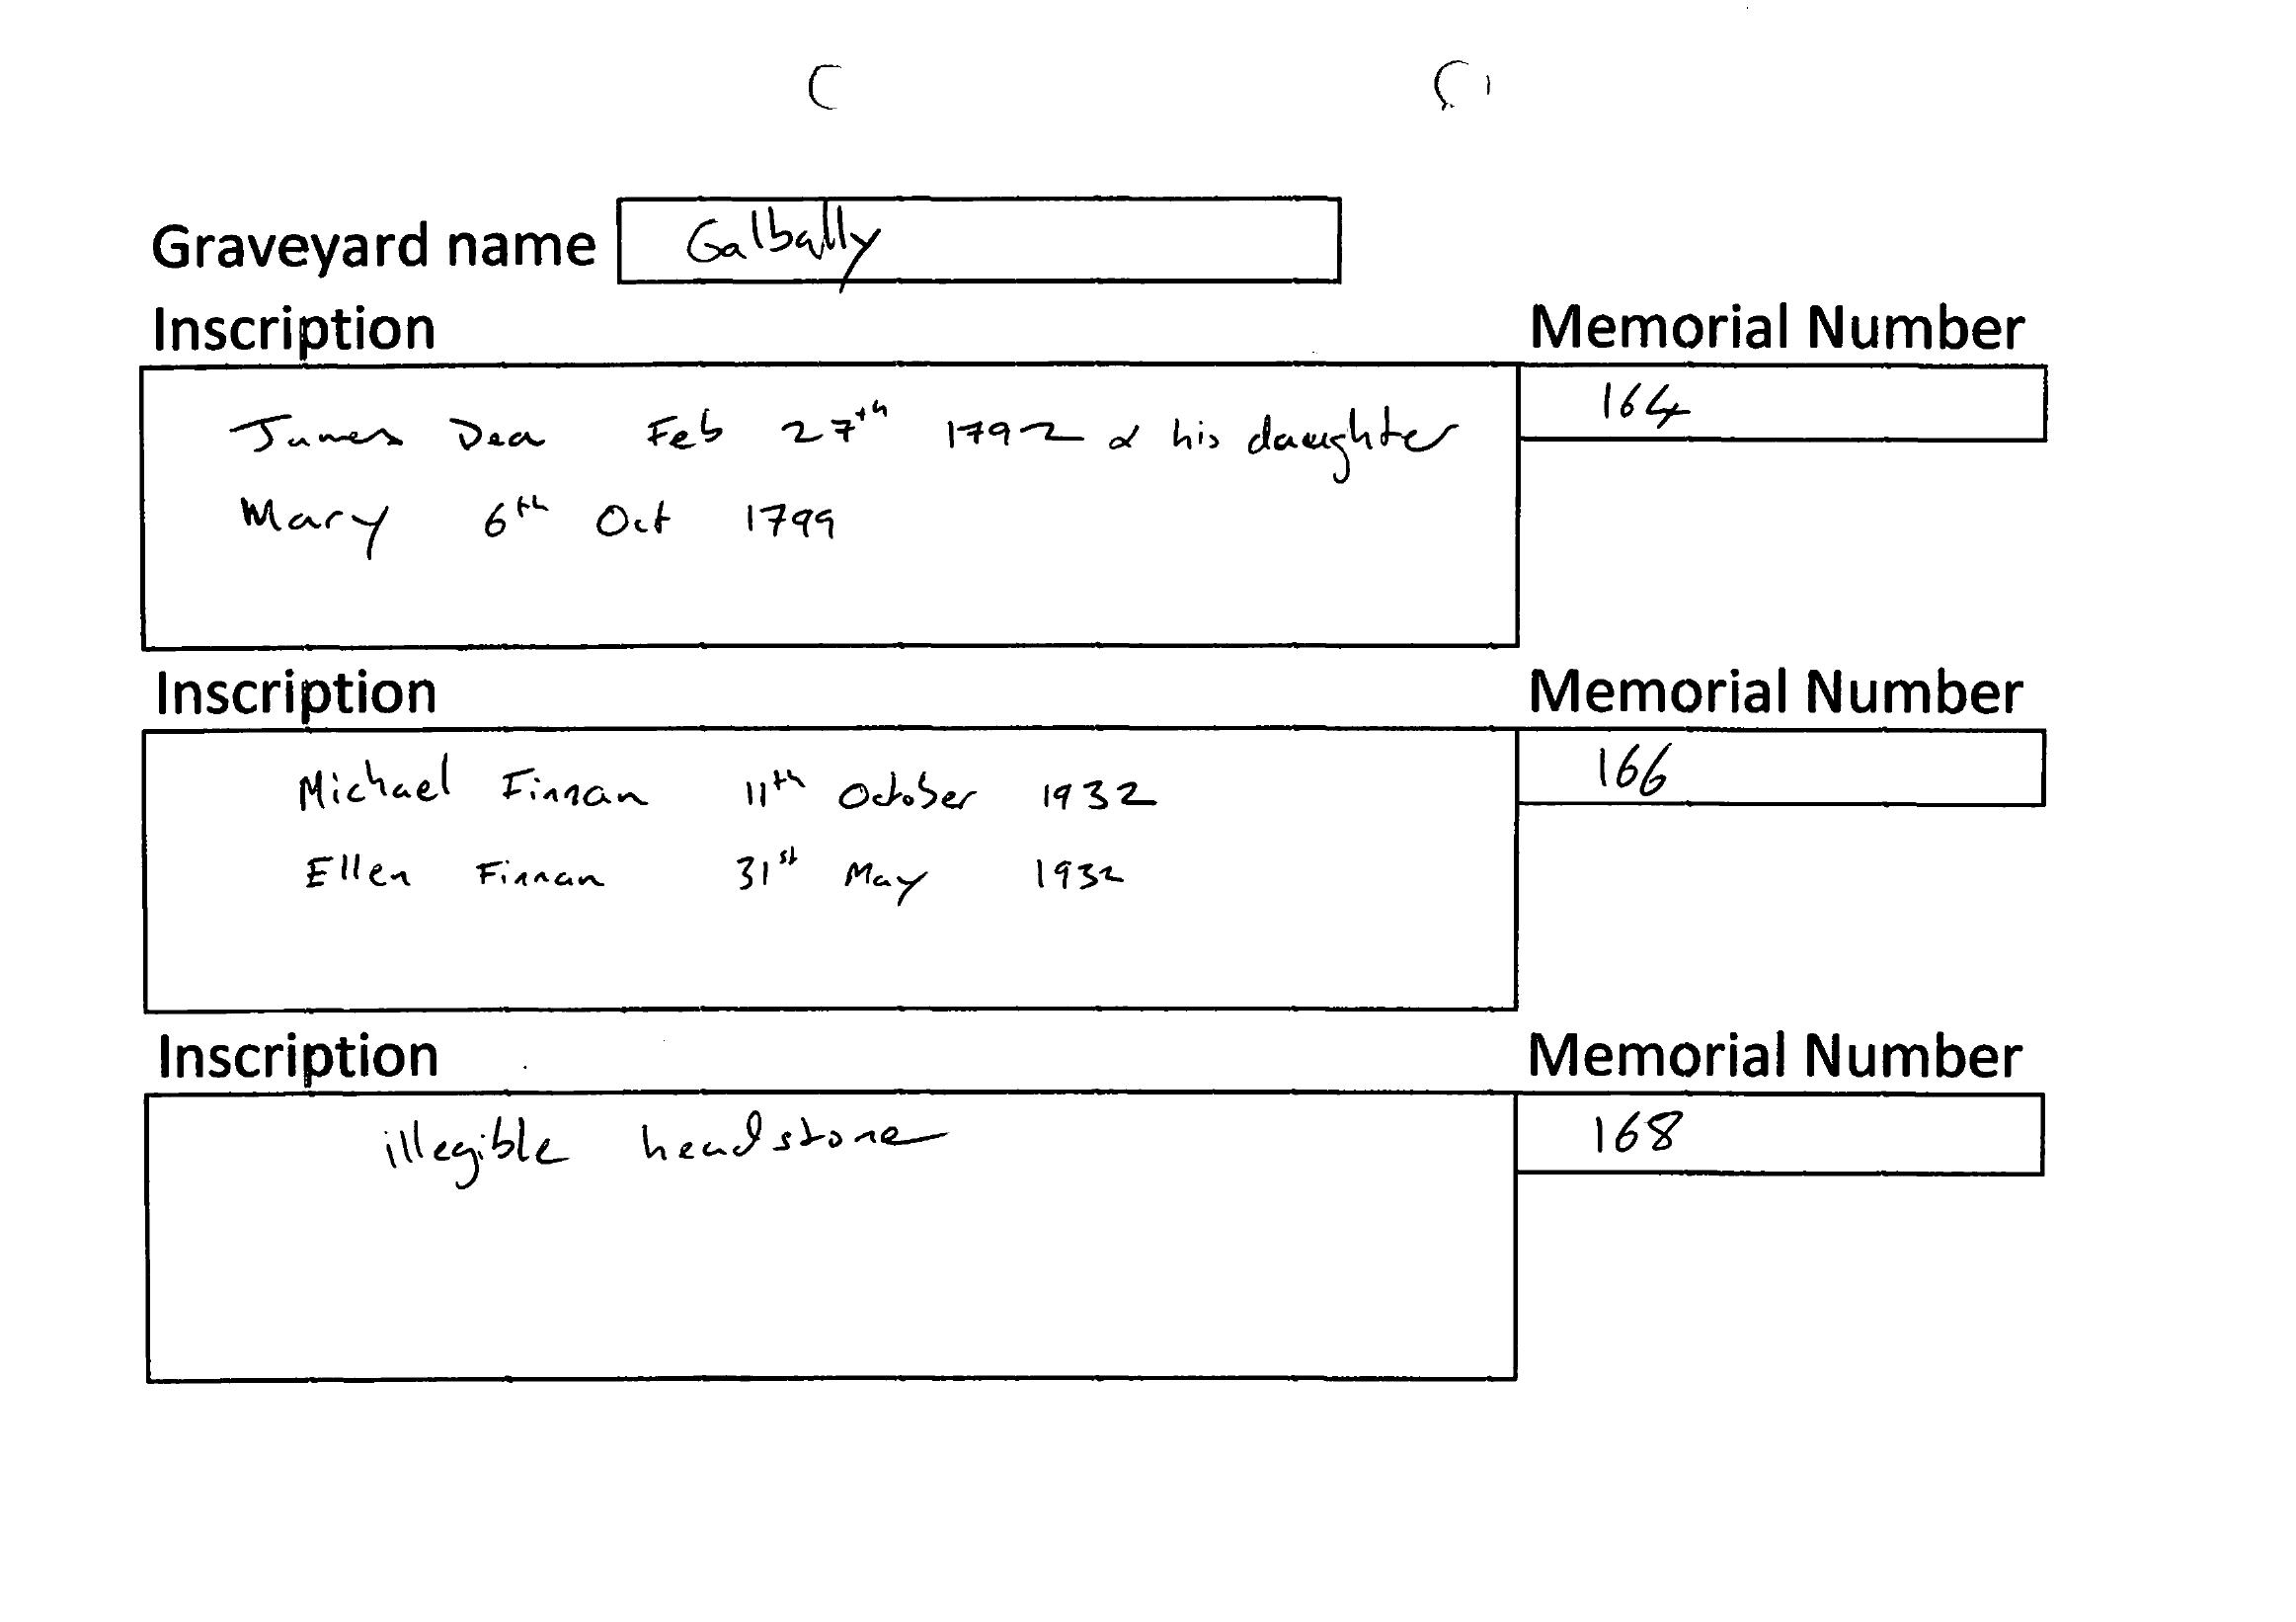 Graveyard name Galbally
Inscription Memorial Number
James Dea Feb 27th 1792 & his daughter 164
Mary 6th Oct 1799
Inscription Memorial Number
Michael Finnan 11th October 1932 166
Ellen Finnan 31st May 1932
Inscription Memorial Number
illegible headstone 168